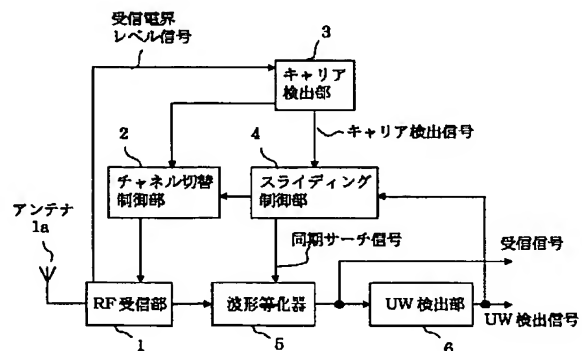 受信電界
レベル信号
3
キャリア
検出部
2
4
キャリア検出信号
チャネル切替
制御部
スライディング
制御部
アンテナ
1a
同期サーチ信号
受信信号
RF受信部
波形等化器
UW検出部
UW検出信号
1
5
6